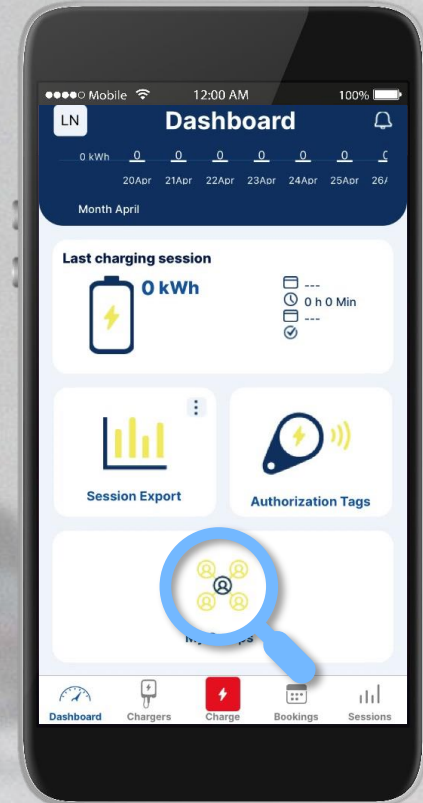 Mobile 12:00 AM 100%
LN Dashboard
0 kWh 0 0 0 0 0 0
20Apr 21Apr 22Apr 23Apr 24Apr 25Apr 26
Month April
Last charging session
0 kWh
---
0 h 0 Min
---
Session Export
Authorization Tags
Dashboard Chargers Charge Bookings Sessions